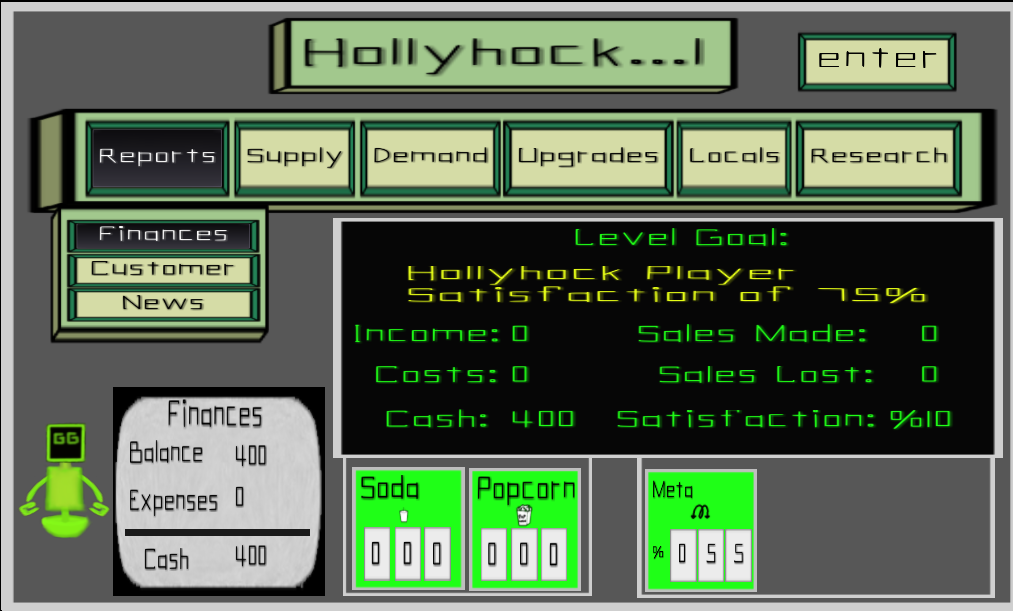 Hollyhock...1
enter
Reports Supply Demand Upgrades Locals Research
Finances
Customer
News
Level Goal:
Hollyhock Player
Satisfaction of 75%
Income: 0 Sales Made: 0
Costs: 0 Sales Lost: 0
Cash: 400 Satisfaction: %10
GG
Finances
Balance 400
Expenses 0
Cash 400
Soda
0 0 0
Popcorn
0 0 0
Meta
% 0 5 5